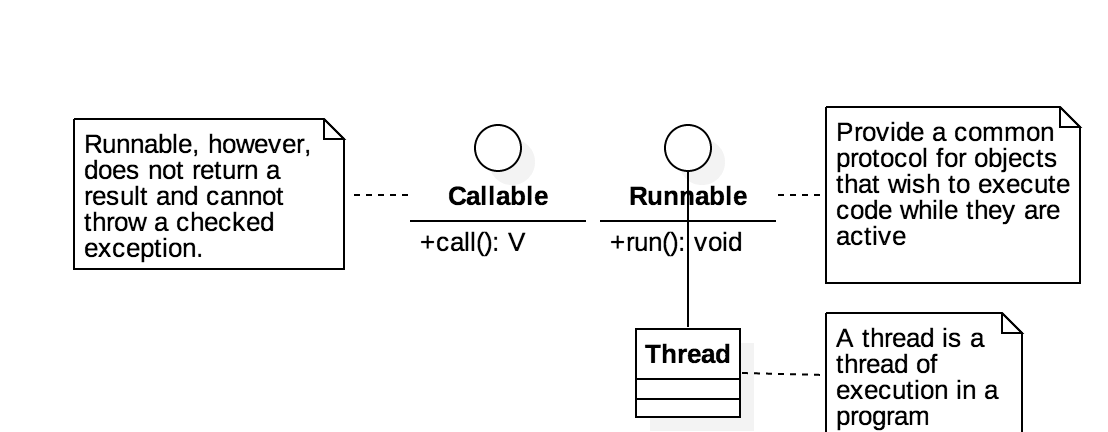 Runnable, however,
does not return a
result and cannot
throw a checked
exception.
Callable
+call(): V
Runnable
+run(): void
Provide a common
protocol for objects
that wish to execute
code while they are
active
Thread
A thread is a
thread of
execution in a
program